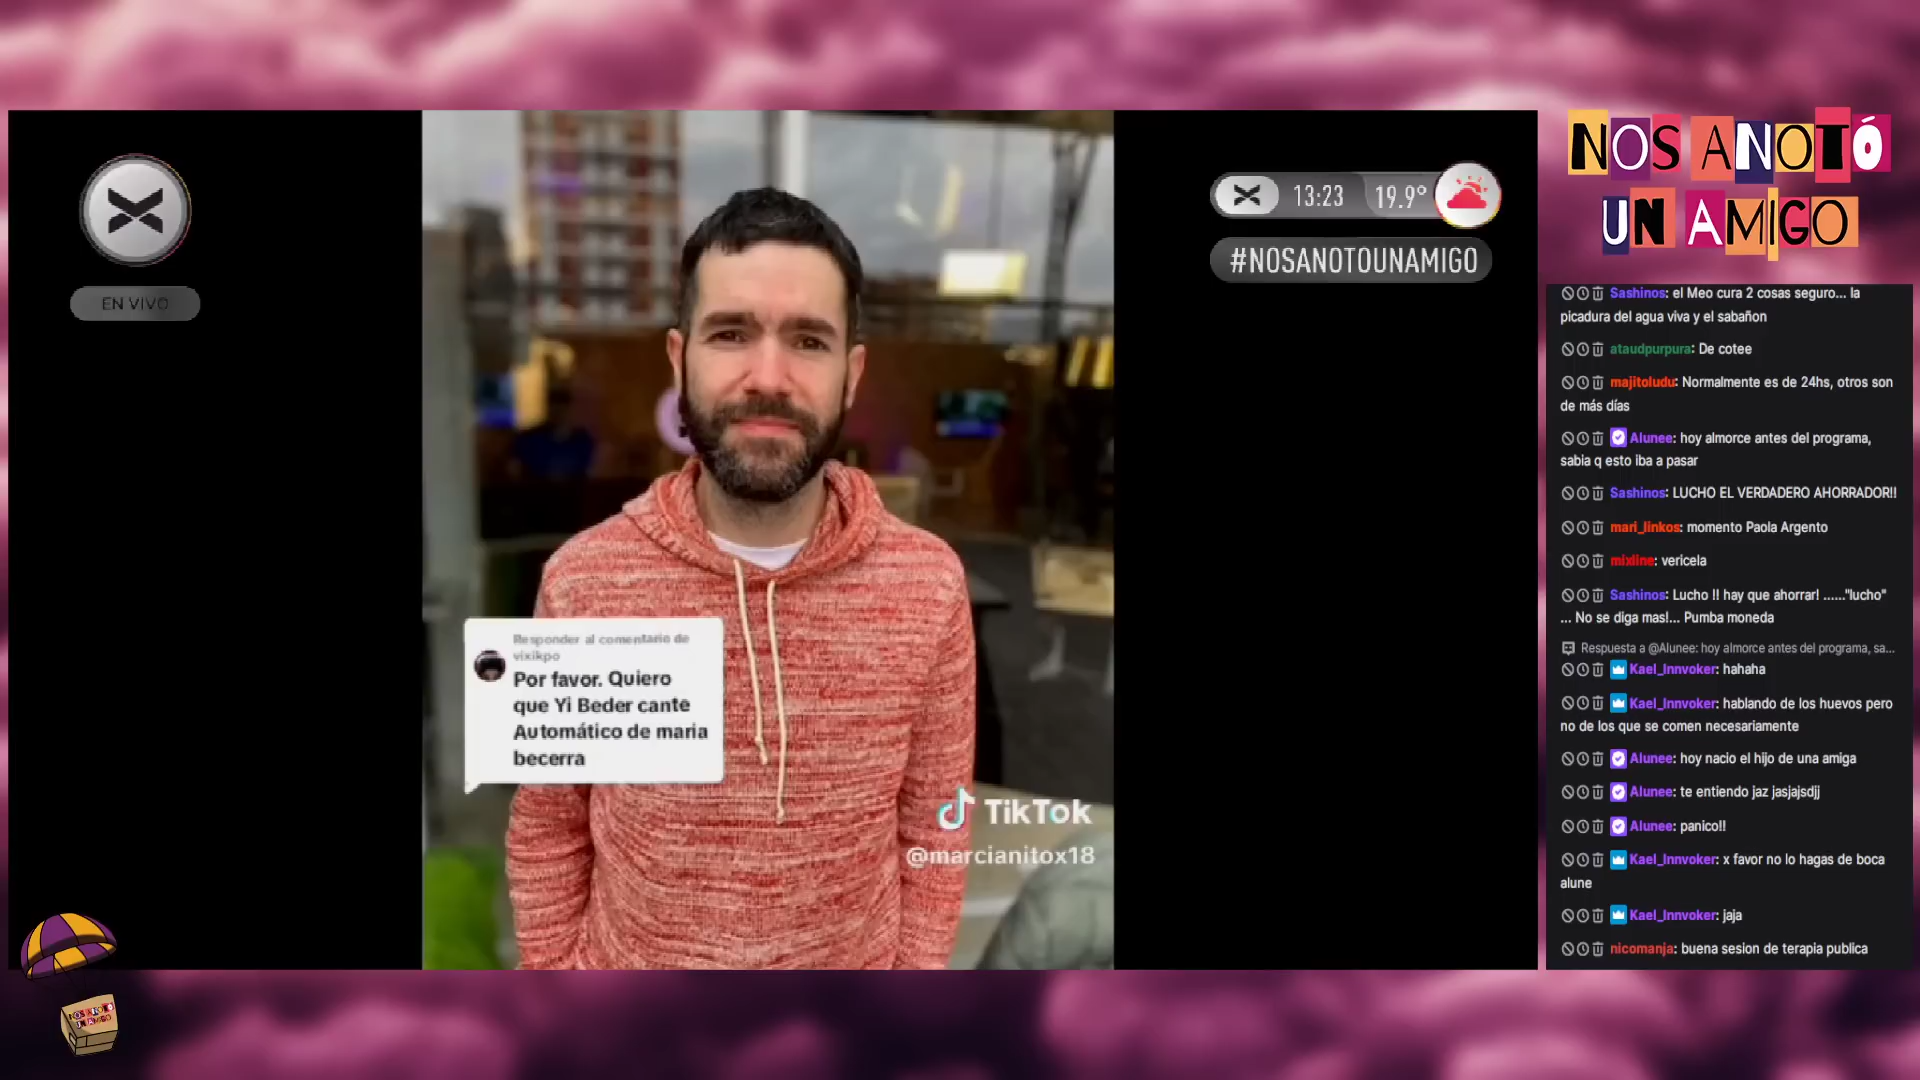 EN VIVO
13:23
19.9°
#NOSANOTOUNAMIGO
Responder al comentario de
vixikpo
Por favor. Quiero
que Yi Beder cante
Automático de maria
becerra
TikTok
@marcianitox18
NOS ANOTÓ
UN AMIGO
NOS ANOTÓ
UN AMIGO
Sashinos: el Meo cura 2 cosas seguro... la
picadura del agua viva y el sabañon
ataudpurpura: De cotee
majitoludu: Normalmente es de 24hs, otros son
de más días
Alunee: hoy almorce antes del programa,
sabia q esto iba a pasar
Sashinos: LUCHO EL VERDADERO AHORRADOR!!
mari_linkos: momento Paola Argento
mixline: vericela
Sashinos: Lucho !! hay que ahorrar! ......"lucho"
... No se diga mas!... Pumba moneda
Respuesta a @Alunee: hoy almorce antes del programa, sa...
Kael_Innvoker: hahaha
Kael_Innvoker: hablando de los huevos pero
no de los que se comen necesariamente
Alunee: hoy nacio el hijo de una amiga
Alunee: te entiendo jaz jasjajsdjj
Alunee: panico!!
Kael_Innvoker: x favor no lo hagas de boca
alune
Kael_Innvoker: jaja
nicomanja: buena sesion de terapia publica